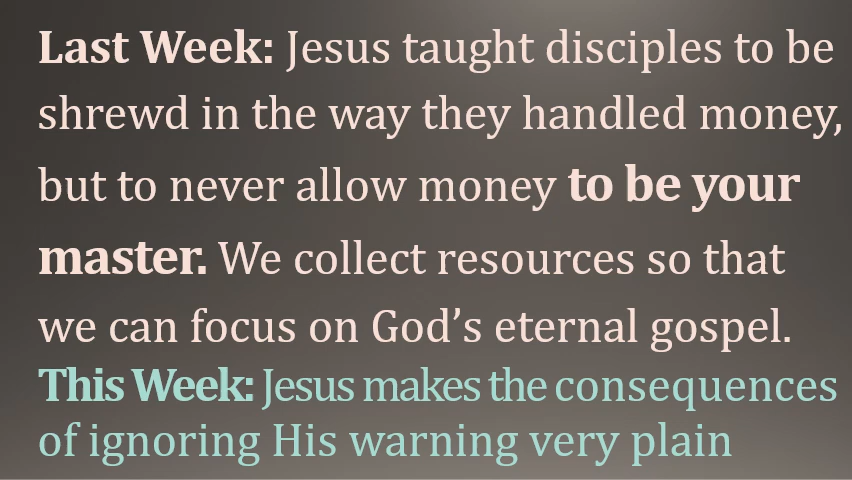 Last Week: Jesus taught disciples to be
shrewd in the way they handled money,
but to never allow money to be your
master. We collect resources so that
we can focus on God’s eternal gospel.
This Week: Jesus makes the consequences
of ignoring His warning very plain